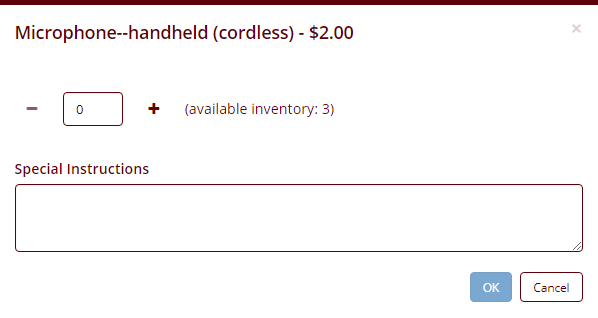 Microphone--handheld (cordless) - $2.00
×
− 0 + (available inventory: 3)
Special Instructions
OK Cancel